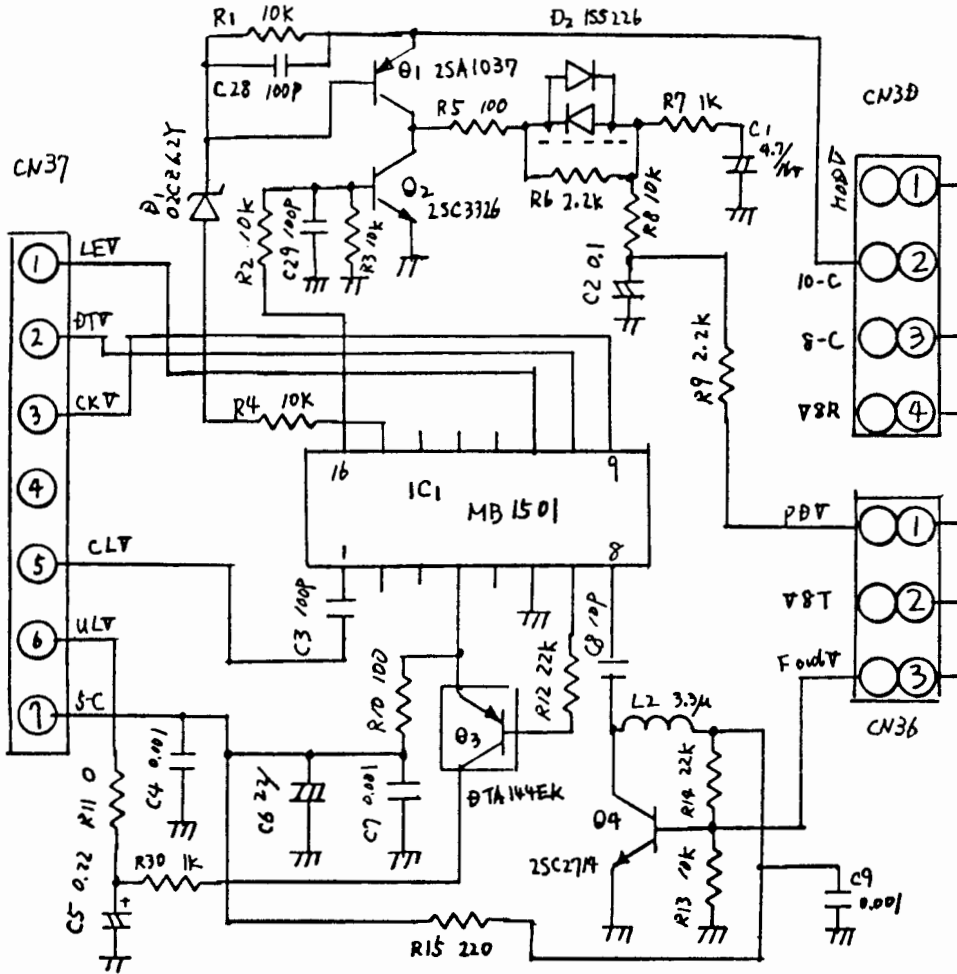 R1 10K
D2 1SS226
C28 100P
Q1 2SA1037
CN3D
R5 100
R7 1K
C1 4.7/16V
CN37
D1 02CZ6.2Y
Q2 2SC3326
R6 2.2K
R8 10K
1
R2 10K
C29 100P
R3 10K
C2 0.1
1 LEV
10-C 2
2 DTV
8-C 3
3 CKV
R4 10K
R9 2.2K
V8R 4
4
16 9
IC1 MB1501
PDV 1
5 CLV
1 8
C3 100P
C8 10P
V8T 2
6 ULV
R10 100
R12 22K
3
7 5-C
L2 3.3μ
CN36
Q3
DTA144EK
R11 0
C4 0.001
C6
C7 0.001
R14 22K
Q4
2SC2714
C5 0.22 +
R30 1K
R13 10K
C9 0.001
R15 220